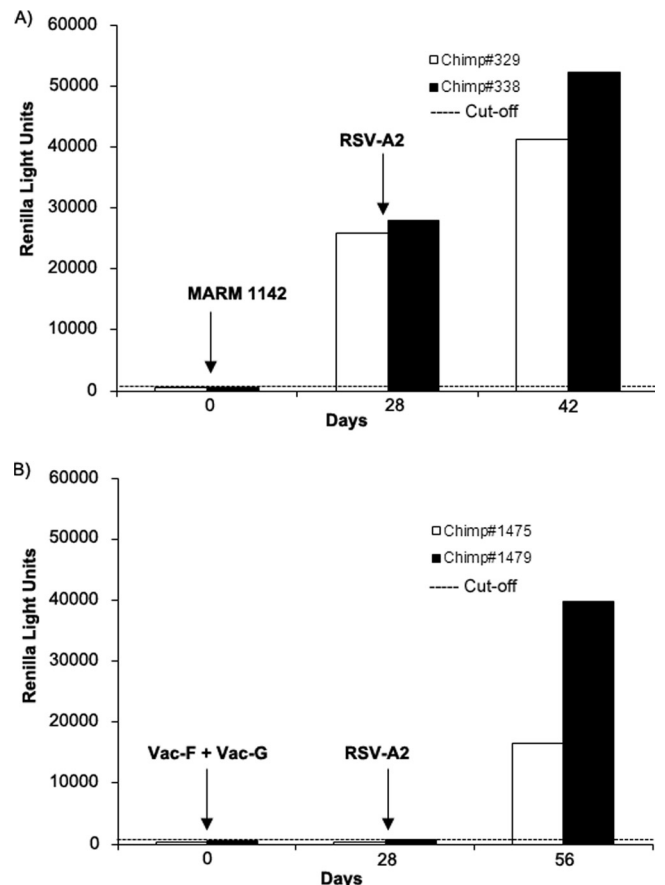 A)
60000
50000
40000
30000
20000
10000
0
Renilla Light Units
Chimp#329
Chimp#338
Cut-off
RSV-A2
MARM 1142
0 28 42
Days
B)
60000
50000
40000
30000
20000
10000
0
Renilla Light Units
Chimp#1475
Chimp#1479
Cut-off
Vac-F + Vac-G RSV-A2
0 28 56
Days